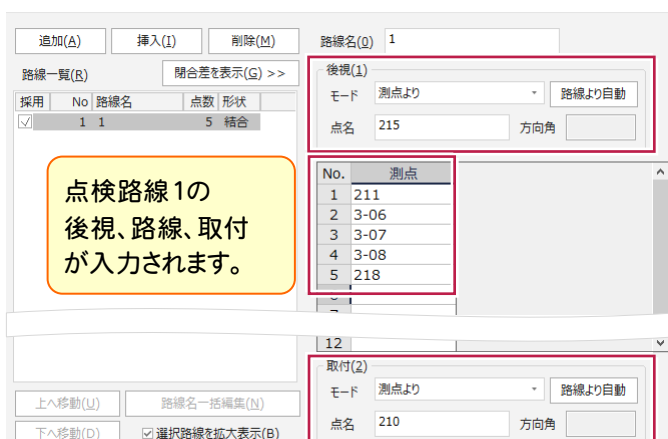 追加(A) 挿入(I) 削除(M)
路線一覧(R) 閉合差を表示(G) >>
採用 No 路線名 点数 形状
1 1 5 結合
点検路線1の
後視、路線、取付
が入力されます。
上へ移動(U) 路線名一括編集(N)
下へ移動(D) 選択路線を拡大表示(B)
路線名(0) 1
後視(1)
モード 測点より 路線より自動
点名 215 方向角
No. 測点
1 211
2 3-06
3 3-07
4 3-08
5 218
12
取付(2)
モード 測点より 路線より自動
点名 210 方向角